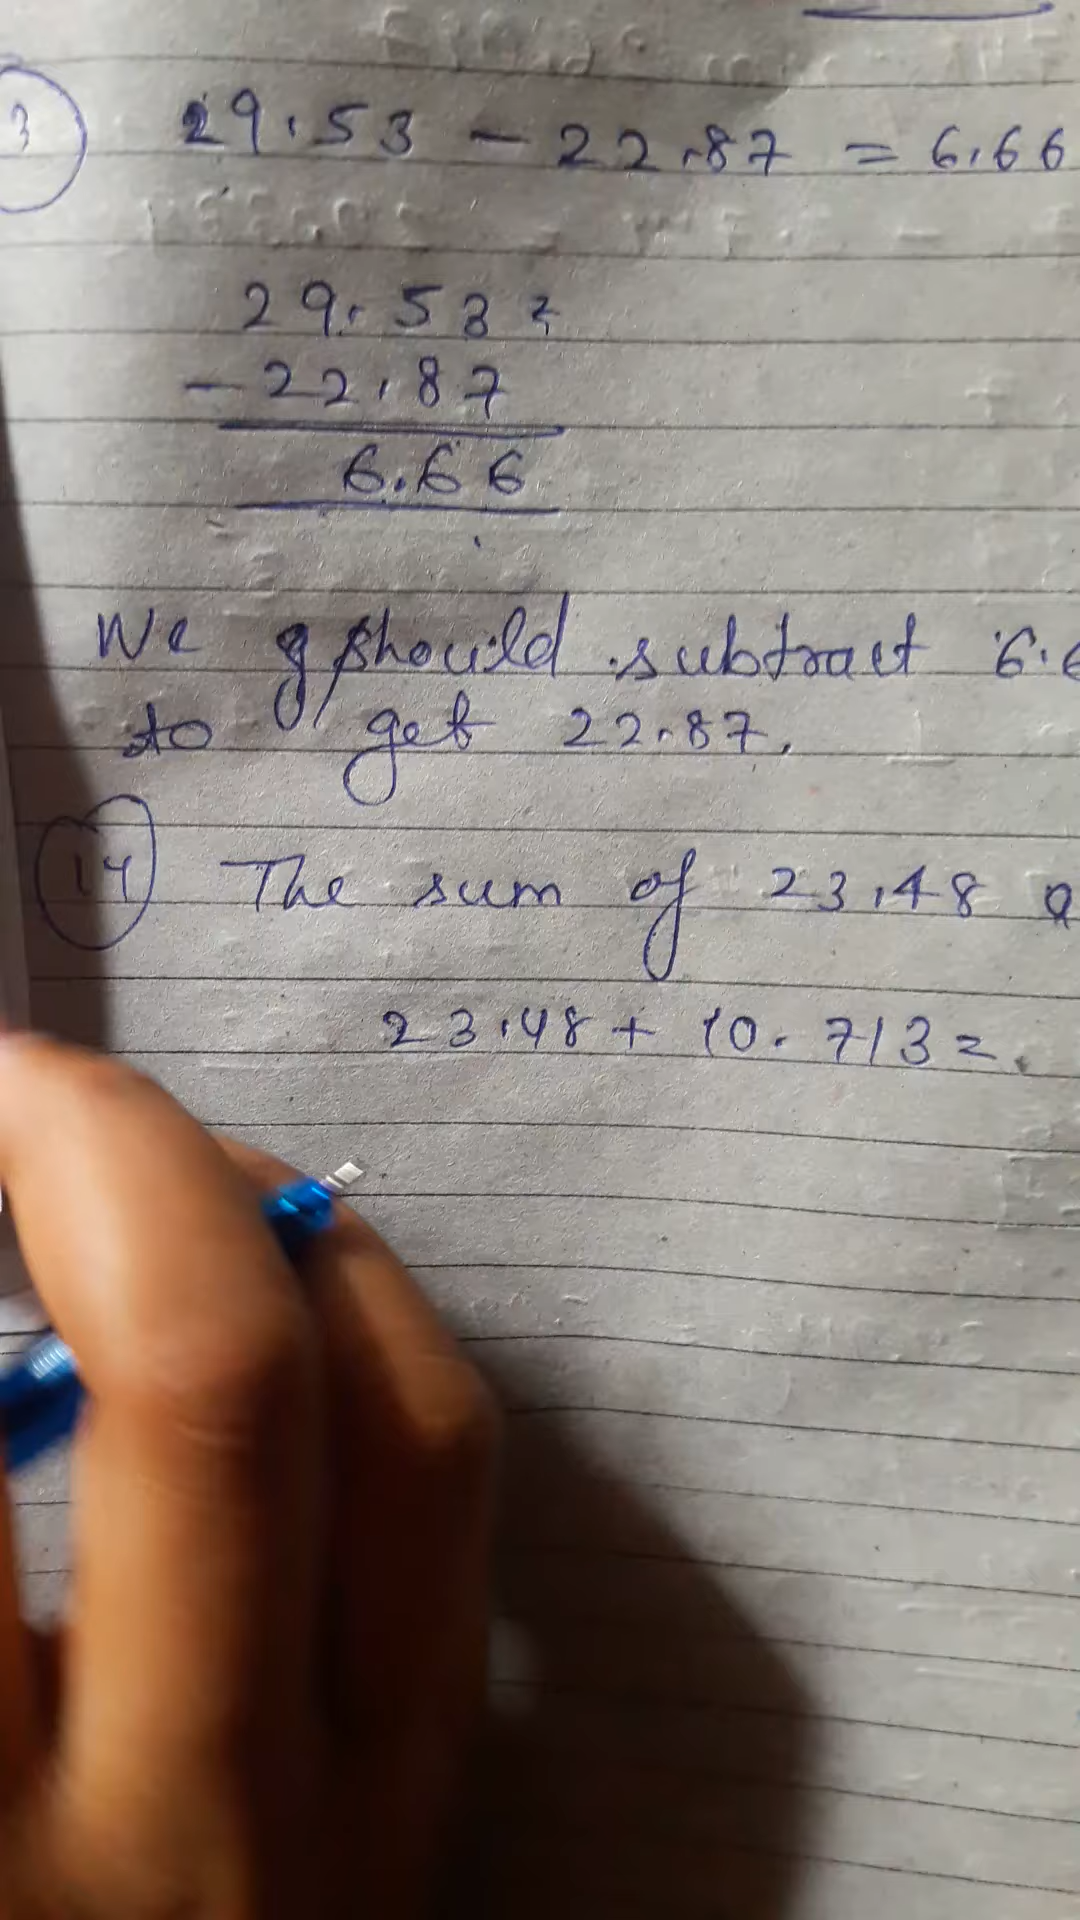 3
29.53 - 22.87 = 6.66
29.53
- 22.87
6.66
We should subtract 6.6
to get 22.87.
14 The sum of 23.48 a
23.48 + 10.713 =